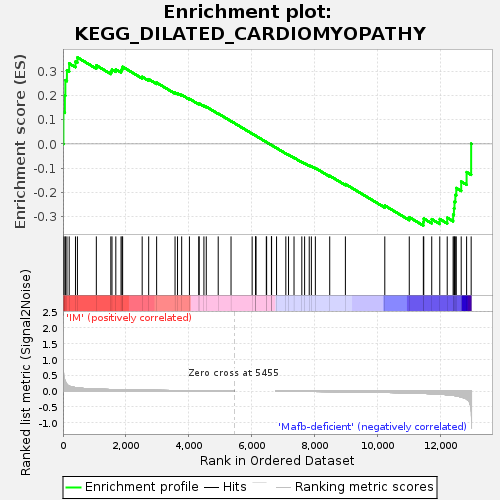 Enrichment plot:
KEGG_DILATED_CARDIOMYOPATHY
Enrichment score (ES)
0.3
0.2
0.1
0.0
-0.1
-0.2
-0.3
'IM' (positively correlated)
Ranked list metric (Signal2Noise)
2.5
2.0
1.5
1.0
0.5
0.0
-0.5
-1.0
Zero cross at 5455
'Mafb-deficient' (negatively correlated)
0 2,000 4,000 6,000 8,000 10,000 12,000
Rank in Ordered Dataset
Enrichment profile Hits Ranking metric scores